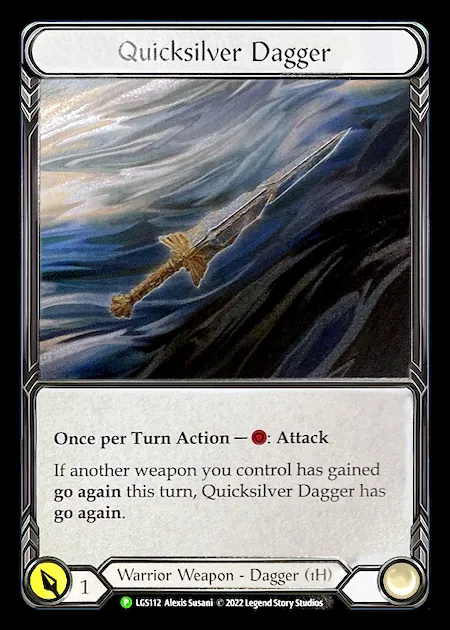 Quicksilver Dagger
Once per Turn Action — : Attack
If another weapon you control has gained
go again this turn, Quicksilver Dagger has
go again.
1
Warrior Weapon - Dagger (1H)
P LGS112 Alexis Susani © 2022 Legend Story Studios